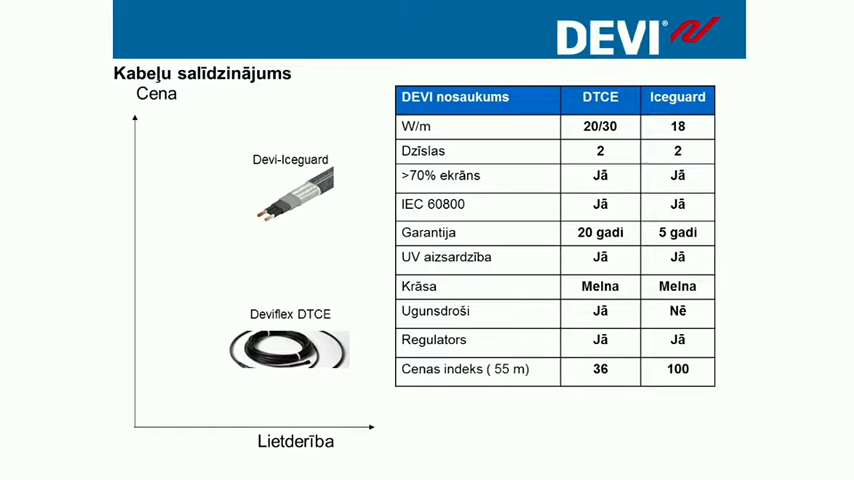 DEVI®
Kabeļu salīdzinājums
Cena
Devi-Iceguard
Deviflex DTCE
Lietderība
DEVI nosaukums DTCE Iceguard
W/m 20/30 18
Dzīslas 2 2
>70% ekrāns Jā Jā
IEC 60800 Jā Jā
Garantija 20 gadi 5 gadi
UV aizsardzība Jā Jā
Krāsa Melna Melna
Ugunsdroši Jā Nē
Regulators Jā Jā
Cenas indeks ( 55 m) 36 100